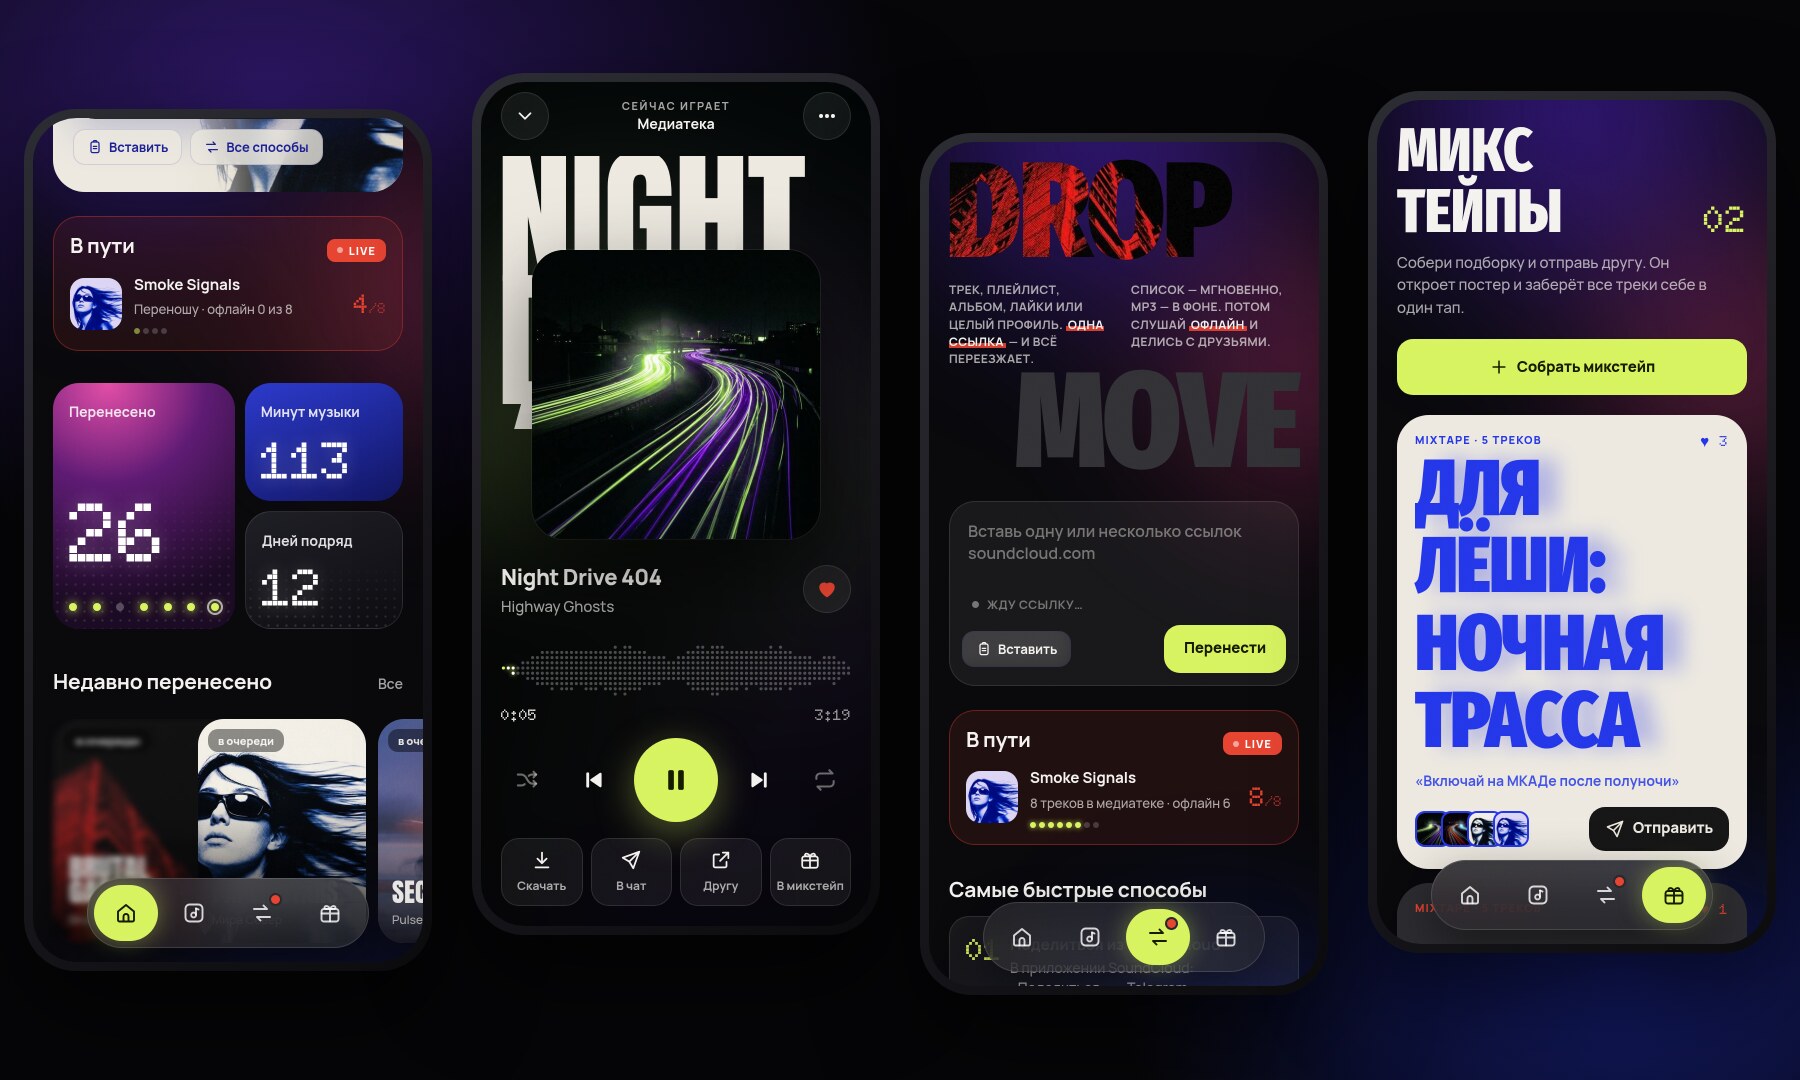 Вставить
Все способы
В пути
LIVE
Smoke Signals
Переношу · офлайн 0 из 8
4/8
Перенесено
26
Минут музыки
113
Дней подряд
12
Недавно перенесено
Все
в очереди
в очереди
BRUTAL
SEC
Pulse
СЕЙЧАС ИГРАЕТ
Медиатека
NIGHT
Night Drive 404
Highway Ghosts
0:05
3:19
Скачать
В чат
Другу
В микстейп
DROP
ТРЕК, ПЛЕЙЛИСТ,
АЛЬБОМ, ЛАЙКИ ИЛИ
ЦЕЛЫЙ ПРОФИЛЬ. ОДНА
ССЫЛКА — И ВСЁ
ПЕРЕЕЗЖАЕТ.
СПИСОК — МГНОВЕННО,
MP3 — В ФОНЕ. ПОТОМ
СЛУШАЙ ОФЛАЙН И
ДЕЛИСЬ С ДРУЗЬЯМИ.
MOVE
Вставь одну или несколько ссылок
soundcloud.com
ЖДУ ССЫЛКУ…
Вставить
Перенести
В пути
LIVE
Smoke Signals
8 треков в медиатеке · офлайн 6
8/8
Самые быстрые способы
01
В приложении SoundCloud:
МИКС
ТЕЙПЫ
02
Собери подборку и отправь другу. Он
откроет постер и заберёт все треки себе в
один тап.
Собрать микстейп
MIXTAPE · 5 ТРЕКОВ
♥ 3
ДЛЯ
ЛЁШИ:
НОЧНАЯ
ТРАССА
«Включай на МКАДе после полуночи»
Отправить
1